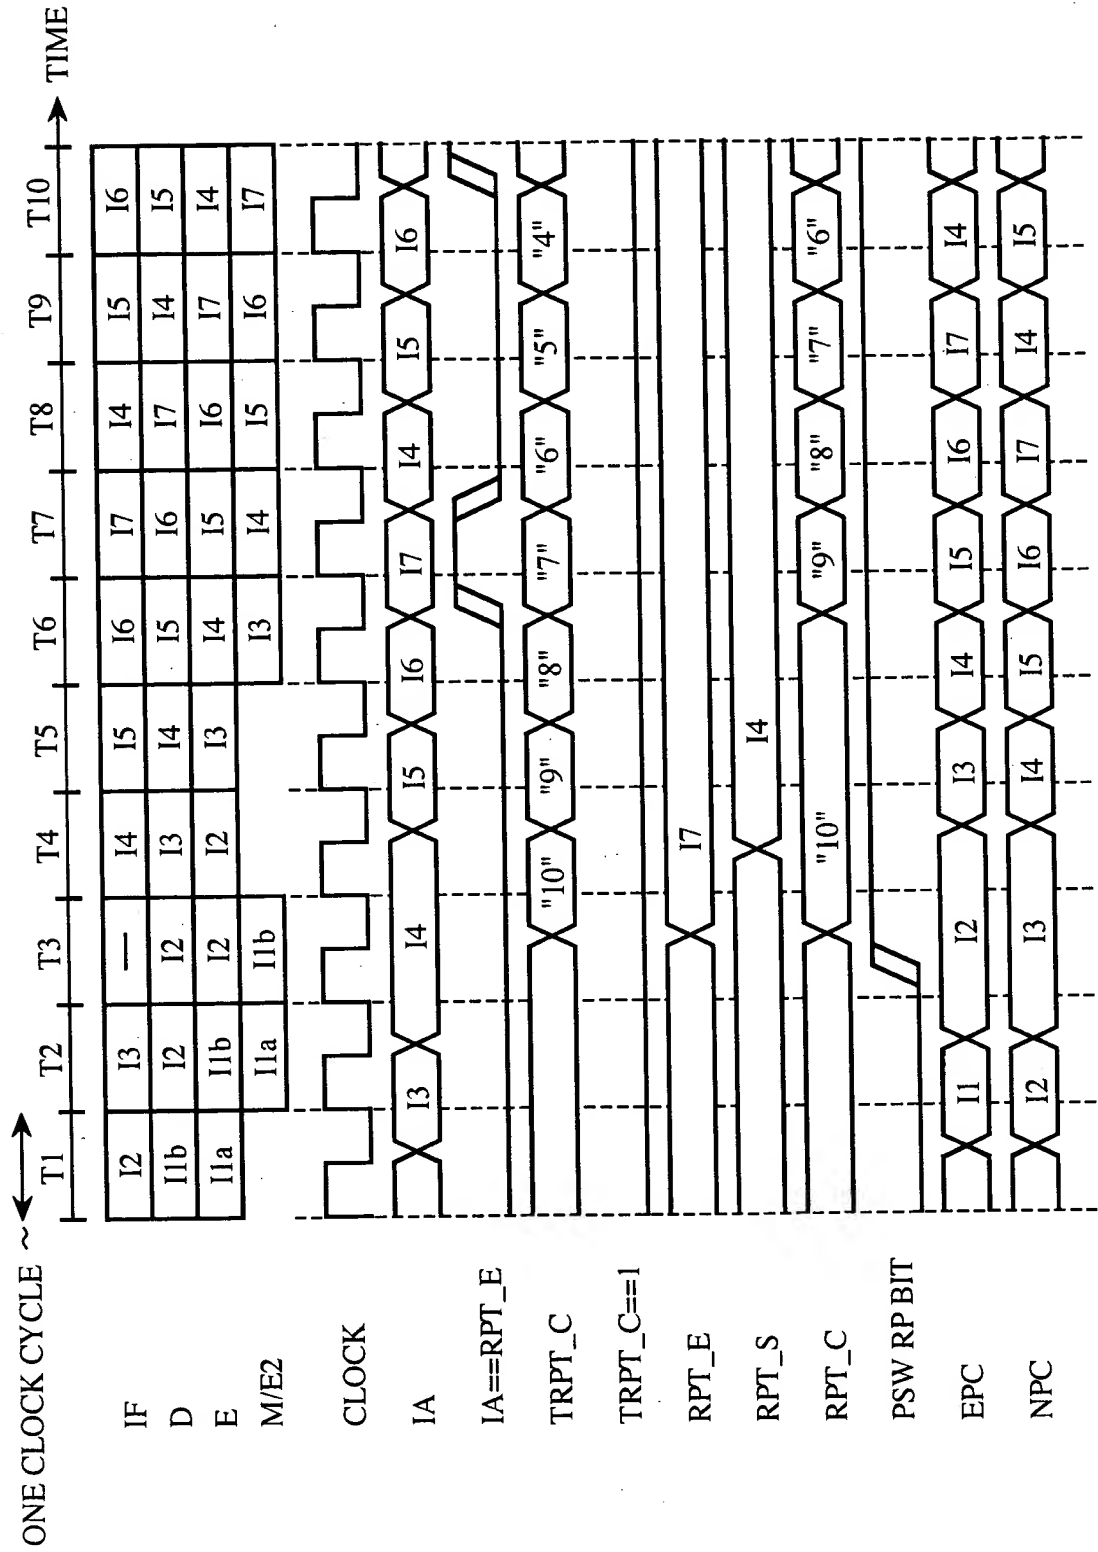 ONE CLOCK CYCLE ~
TIME
T1 T2 T3 T4 T5 T6 T7 T8 T9 T10
IF I2 I3 — I4 I5 I6 I7 I4 I5 I6
D I1b I2 I2 I3 I4 I5 I6 I7 I4 I5
E I1a I1b I2 I2 I3 I4 I5 I6 I7 I4
M/E2 I1a I1b I3 I4 I5 I6 I7
CLOCK
IA I3 I4 I5 I6 I7 I4 I5 I6
IA==RPT_E
TRPT_C "10" "9" "8" "7" "6" "5" "4"
TRPT_C==1
RPT_E I7
RPT_S I4
RPT_C "10" "9" "8" "7" "6"
PSW RP BIT
EPC I1 I2 I3 I4 I5 I6 I7 I4
NPC I2 I3 I4 I5 I6 I7 I4 I5